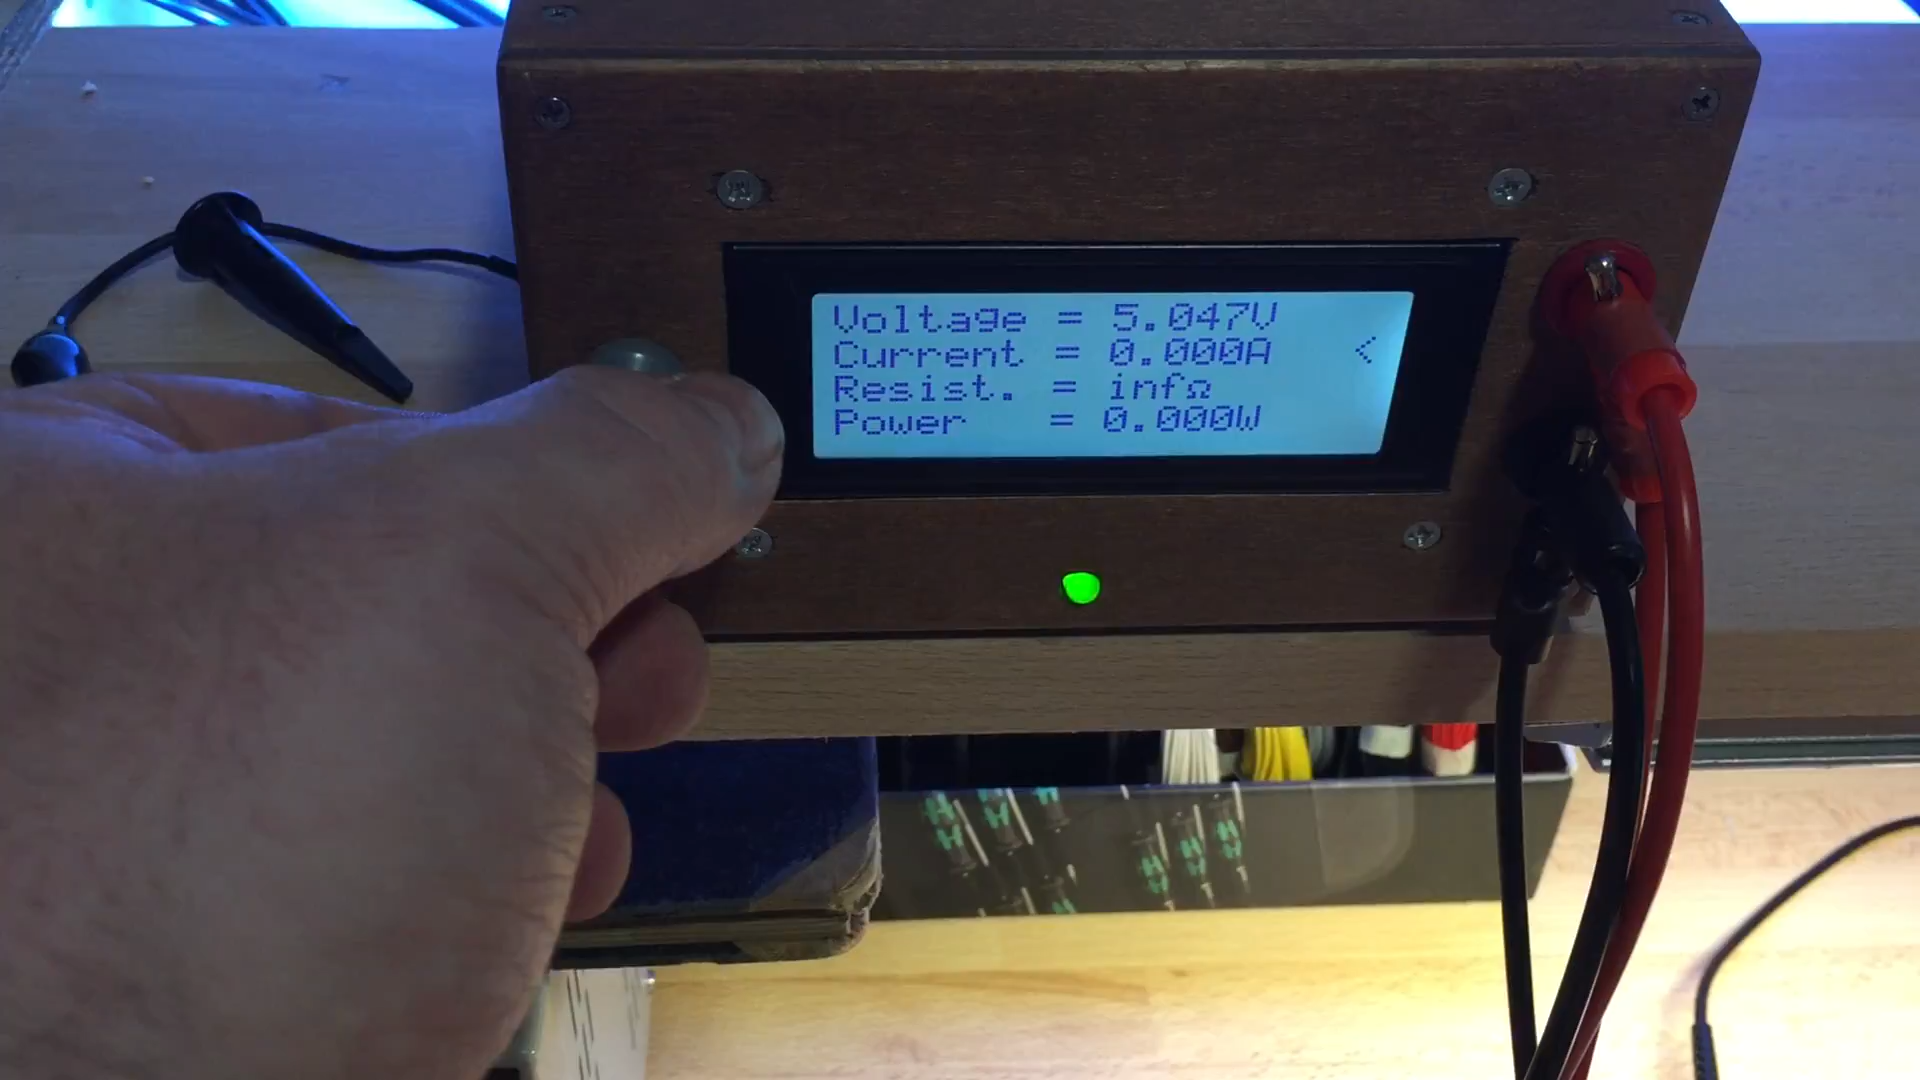 Voltage = 5.047V
Current = 0.000A <
Resist. = infΩ
Power = 0.000W